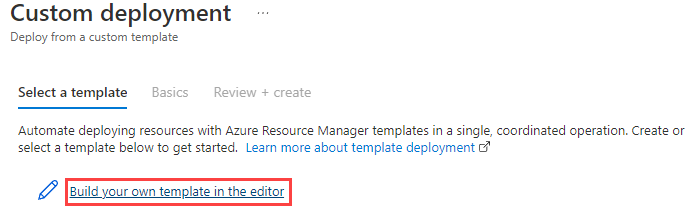 Custom deployment ...
Deploy from a custom template
Select a template Basics Review + create
Automate deploying resources with Azure Resource Manager templates in a single, coordinated operation. Create or
select a template below to get started. Learn more about template deployment
Build your own template in the editor